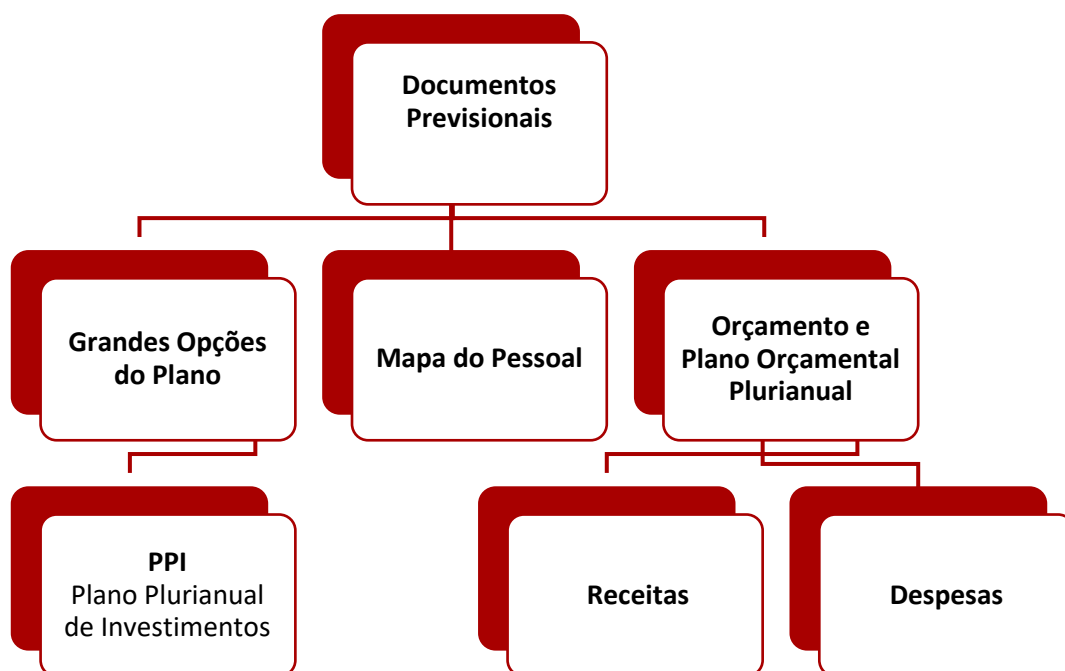 Documentos
Previsionais
Grandes Opções
do Plano
Mapa do Pessoal
Orçamento e
Plano Orçamental
Plurianual
PPI
Plano Plurianual
de Investimentos
Receitas
Despesas